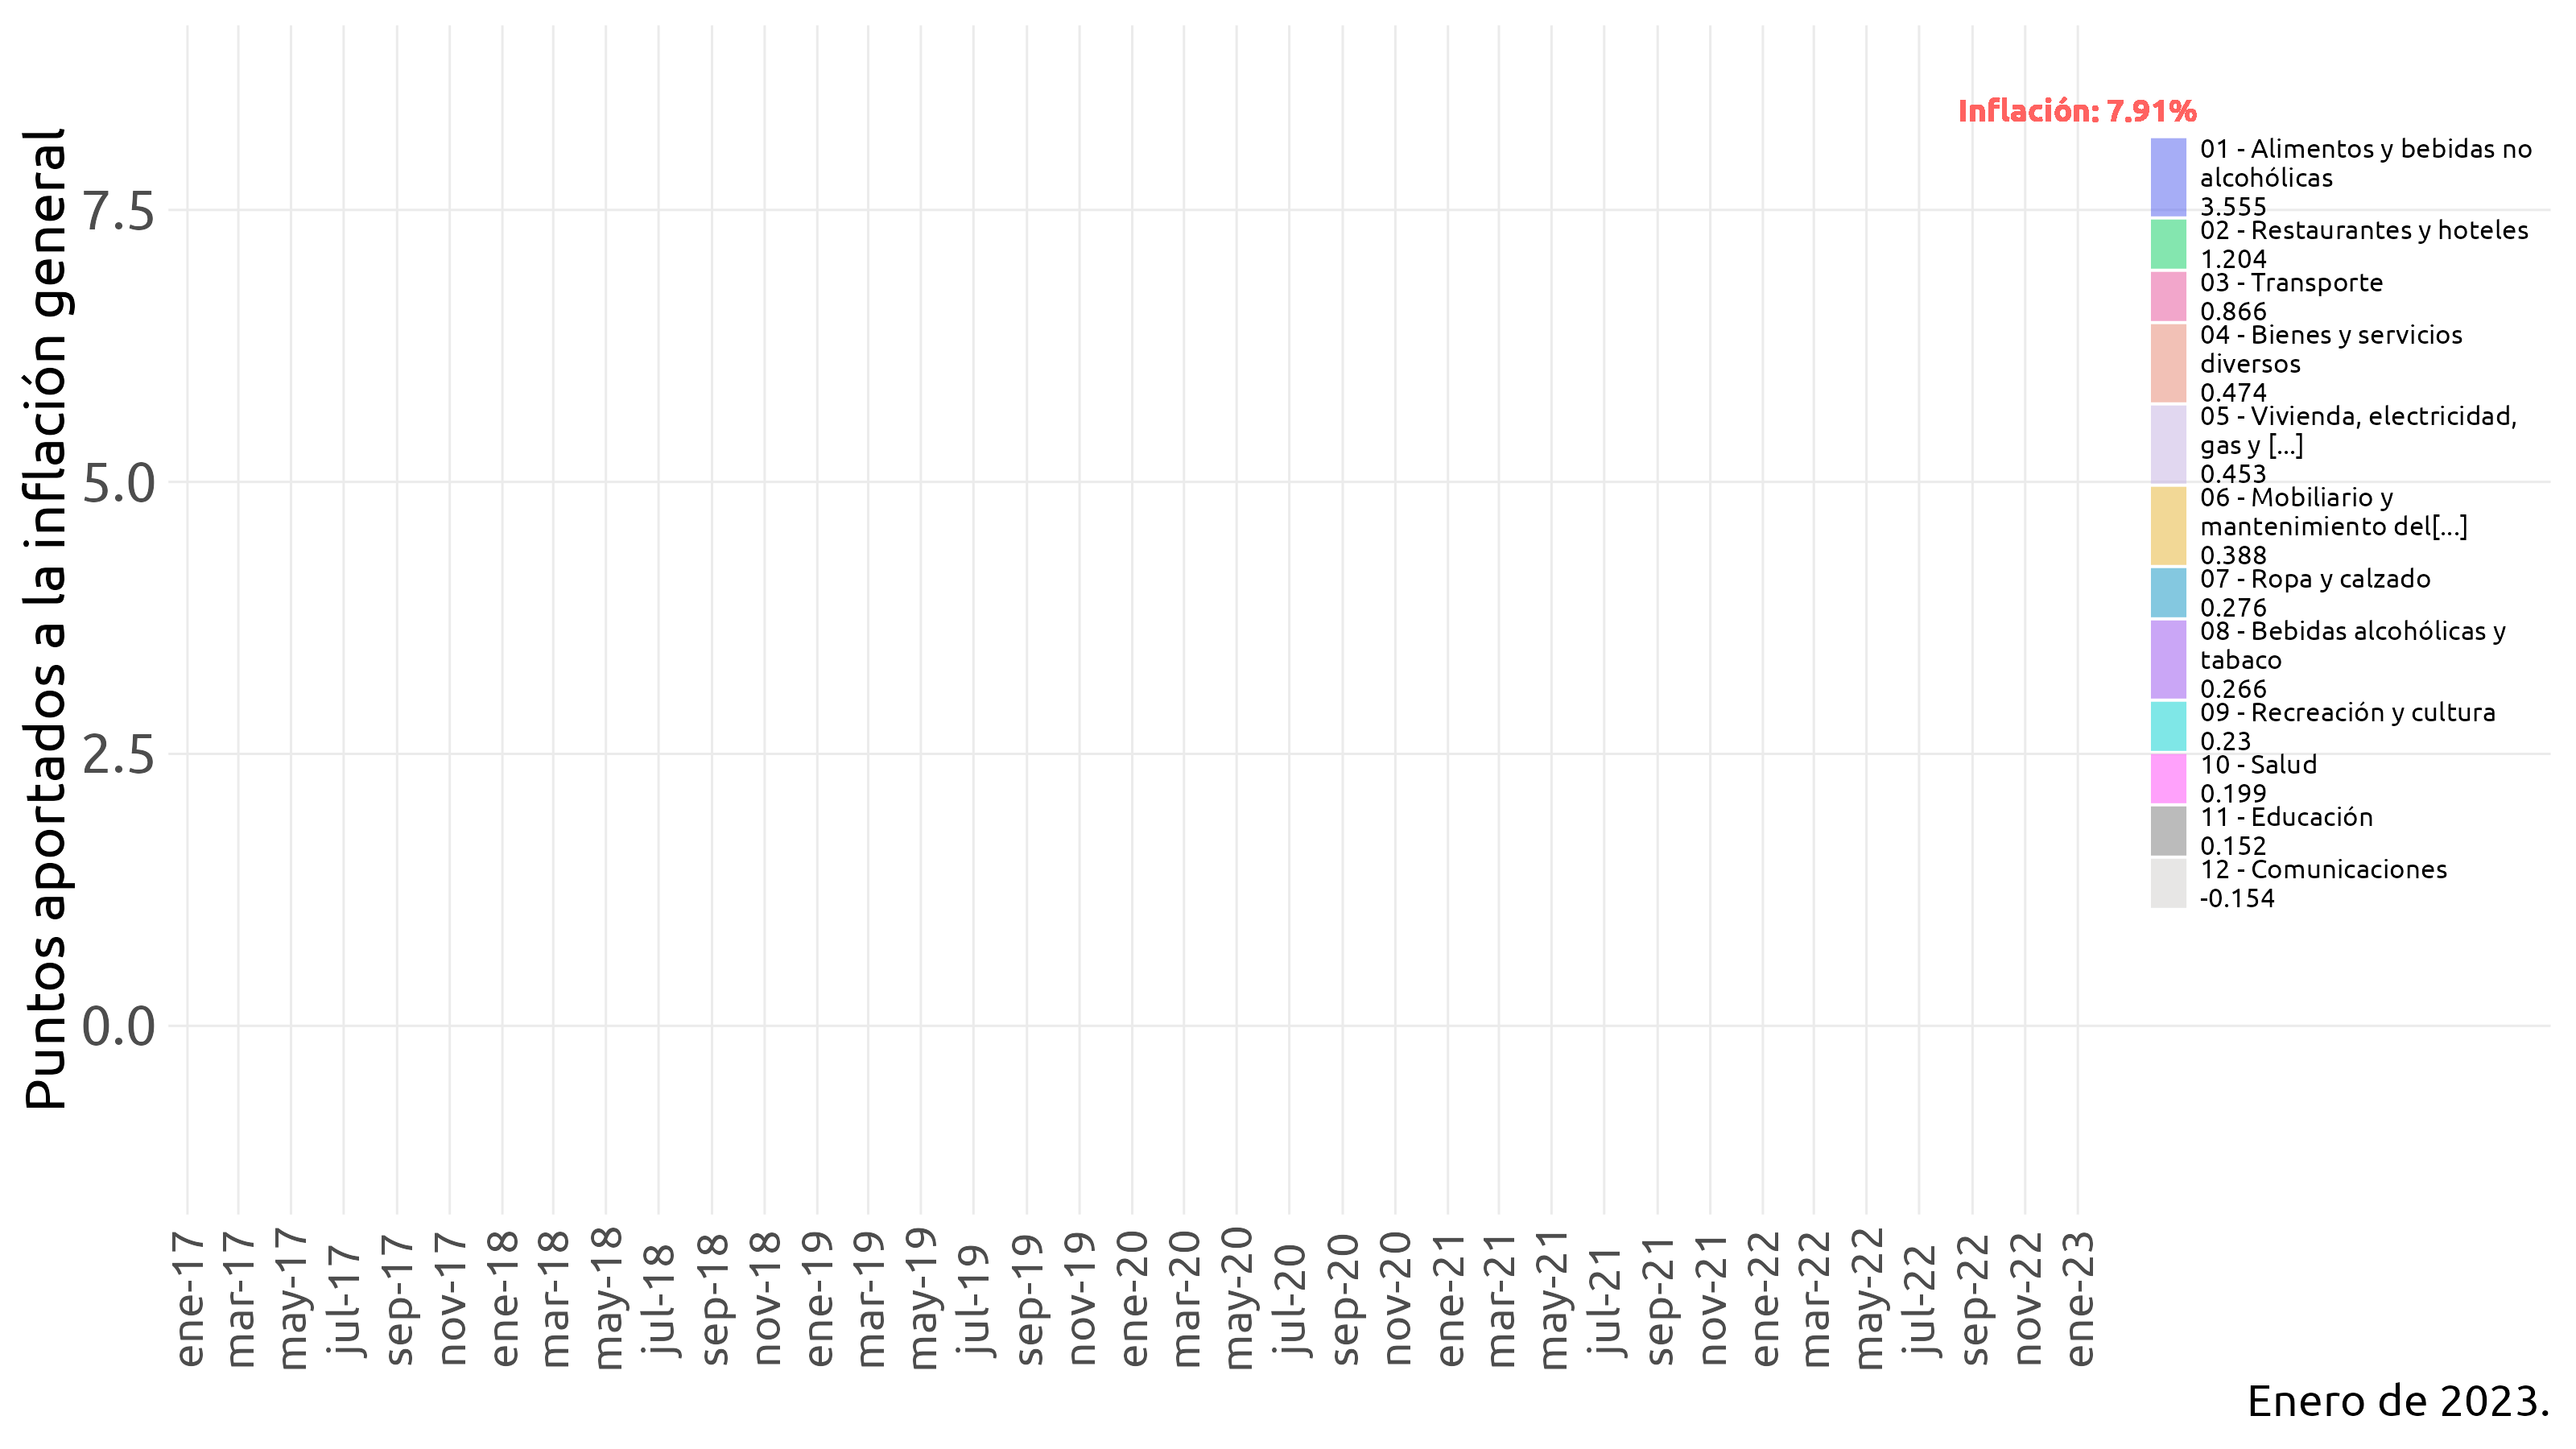 Puntos aportados a la inflación general
7.5
5.0
2.5
0.0
Inflación: 7.91%
01 - Alimentos y bebidas no
alcohólicas
3.555
02 - Restaurantes y hoteles
1.204
03 - Transporte
0.866
04 - Bienes y servicios
diversos
0.474
05 - Vivienda, electricidad,
gas y [...]
0.453
06 - Mobiliario y
mantenimiento del[...]
0.388
07 - Ropa y calzado
0.276
08 - Bebidas alcohólicas y
tabaco
0.266
09 - Recreación y cultura
0.23
10 - Salud
0.199
11 - Educación
0.152
12 - Comunicaciones
-0.154
ene-17
mar-17
may-17
jul-17
sep-17
nov-17
ene-18
mar-18
may-18
jul-18
sep-18
nov-18
ene-19
mar-19
may-19
jul-19
sep-19
nov-19
ene-20
mar-20
may-20
jul-20
sep-20
nov-20
ene-21
mar-21
may-21
jul-21
sep-21
nov-21
ene-22
mar-22
may-22
jul-22
sep-22
nov-22
ene-23
Enero de 2023.